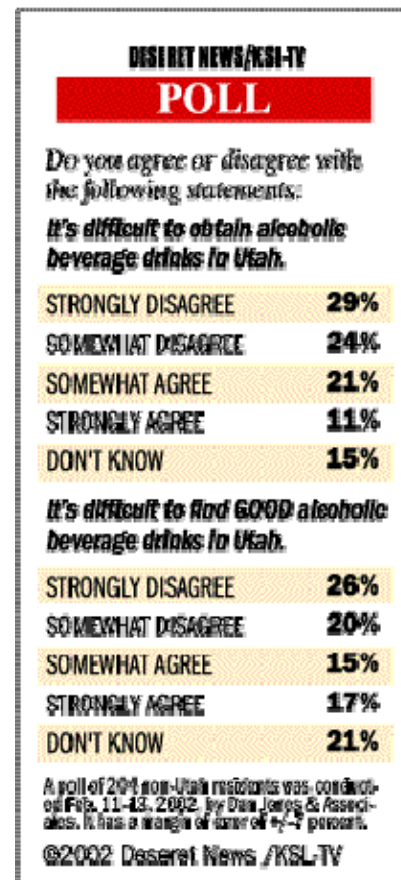 DESERET NEWS/KSL-TV
POLL
Do you agree or disagree with
the following statements:
It's difficult to obtain alcoholic
beverage drinks in Utah.
STRONGLY DISAGREE 29%
SOMEWHAT DISAGREE 24%
SOMEWHAT AGREE 21%
STRONGLY AGREE 11%
DON'T KNOW 15%
It's difficult to find GOOD alcoholic
beverage drinks in Utah.
STRONGLY DISAGREE 26%
SOMEWHAT DISAGREE 20%
SOMEWHAT AGREE 15%
STRONGLY AGREE 17%
DON'T KNOW 21%
A poll of 204 non-Utah residents was conduct-
ed Feb. 11-13, 2002, by Dan Jones & Associ-
ates. It has a margin of error of +/-7 percent.
©2002 Deseret News /KSL-TV